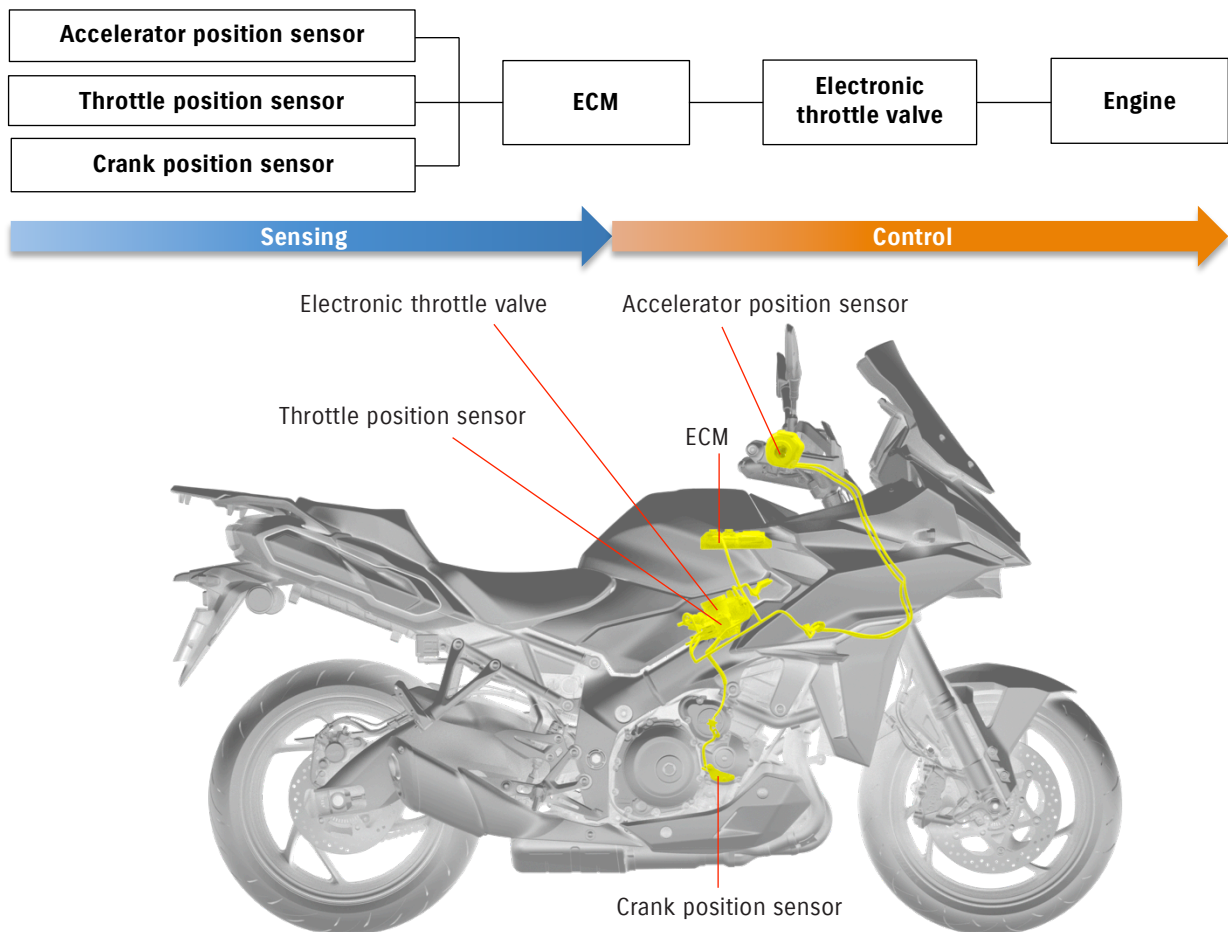 Accelerator position sensor
Throttle position sensor
Crank position sensor
ECM
Electronic
throttle valve
Engine
Sensing
Control
Electronic throttle valve
Accelerator position sensor
Throttle position sensor
ECM
Crank position sensor